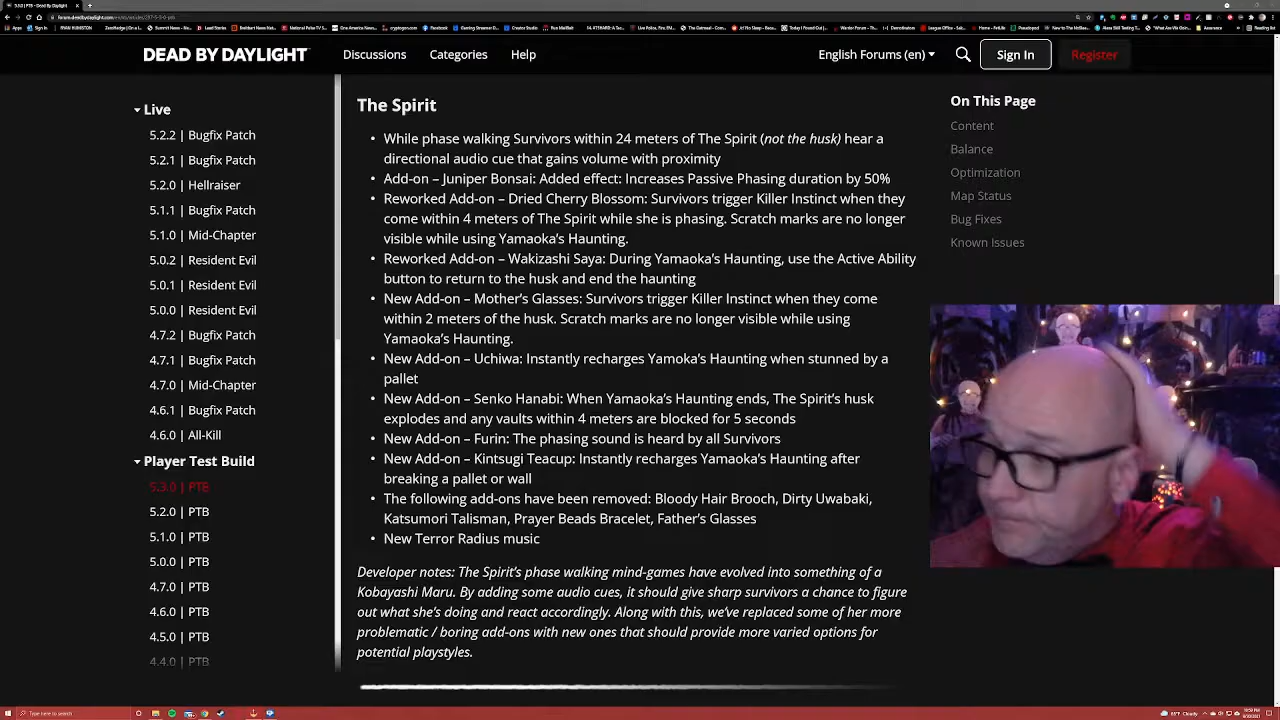 5.3.0 | PTB - Dead By Daylight
forum.deadbydaylight.com
DEAD BY DAYLIGHT
Discussions
Categories
Help
English Forums (en)
Sign In
Register
Live
5.2.2 | Bugfix Patch
5.2.1 | Bugfix Patch
5.2.0 | Hellraiser
5.1.1 | Bugfix Patch
5.1.0 | Mid-Chapter
5.0.2 | Resident Evil
5.0.1 | Resident Evil
5.0.0 | Resident Evil
4.7.2 | Bugfix Patch
4.7.1 | Bugfix Patch
4.7.0 | Mid-Chapter
4.6.1 | Bugfix Patch
4.6.0 | All-Kill
Player Test Build
5.3.0 | PTB
5.2.0 | PTB
5.1.0 | PTB
5.0.0 | PTB
4.7.0 | PTB
4.6.0 | PTB
4.5.0 | PTB
4.4.0 | PTB
The Spirit
• While phase walking Survivors within 24 meters of The Spirit (not the husk) hear a
directional audio cue that gains volume with proximity
• Add-on – Juniper Bonsai: Added effect: Increases Passive Phasing duration by 50%
• Reworked Add-on – Dried Cherry Blossom: Survivors trigger Killer Instinct when they
come within 4 meters of The Spirit while she is phasing. Scratch marks are no longer
visible while using Yamaoka's Haunting.
• Reworked Add-on – Wakizashi Saya: During Yamaoka's Haunting, use the Active Ability
button to return to the husk and end the haunting
• New Add-on – Mother's Glasses: Survivors trigger Killer Instinct when they come
within 2 meters of the husk. Scratch marks are no longer visible while using
Yamaoka's Haunting.
• New Add-on – Uchiwa: Instantly recharges Yamoka's Haunting when stunned by a
pallet
• New Add-on – Senko Hanabi: When Yamaoka's Haunting ends, The Spirit's husk
explodes and any vaults within 4 meters are blocked for 5 seconds
• New Add-on – Furin: The phasing sound is heard by all Survivors
• New Add-on – Kintsugi Teacup: Instantly recharges Yamaoka's Haunting after
breaking a pallet or wall
• The following add-ons have been removed: Bloody Hair Brooch, Dirty Uwabaki,
Katsumori Talisman, Prayer Beads Bracelet, Father's Glasses
• New Terror Radius music
Developer notes: The Spirit's phase walking mind-games have evolved into something of a
Kobayashi Maru. By adding some audio cues, it should give sharp survivors a chance to figure
out what she's doing and react accordingly. Along with this, we've replaced some of her more
problematic / boring add-ons with new ones that should provide more varied options for
potential playstyles.
On This Page
Content
Balance
Optimization
Map Status
Bug Fixes
Known Issues
Type here to search